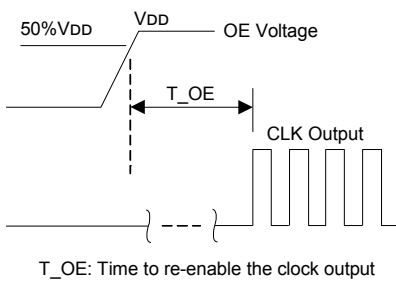 50%VDD
VDD
OE Voltage
T_OE
CLK Output
T_OE: Time to re-enable the clock output